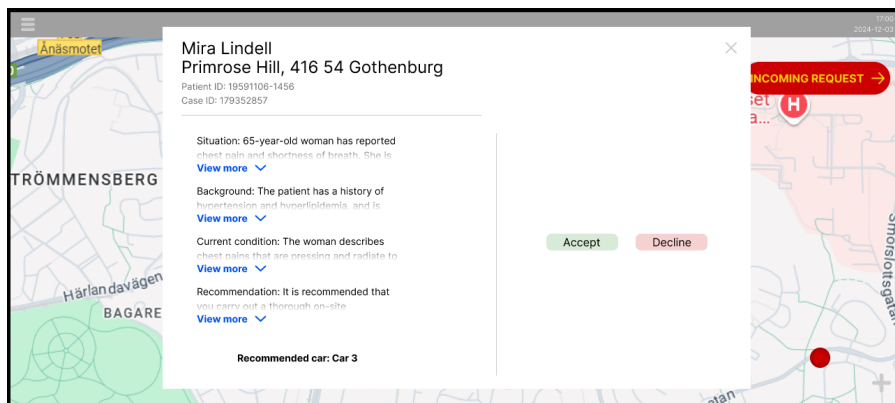 17:00
2024-12-03
Ånäsmotet
Mira Lindell
Primrose Hill, 416 54 Gothenburg
Patient ID: 19591106-1456
Case ID: 179352857
INCOMING REQUEST
set
a...
H
Situation: 65-year-old woman has reported
chest pain and shortness of breath. She is
View more
TRÖMMENSBERG
Background: The patient has a history of
hypertension and hyperlipidemia, and is
View more
Current condition: The woman describes
chest pains that are pressing and radiate to
View more
Accept
Decline
Smörslottsgatan
Härlandavägen
BAGARE
Recommendation: It is recommended that
you carry out a thorough on-site
View more
Recommended car: Car 3
tan